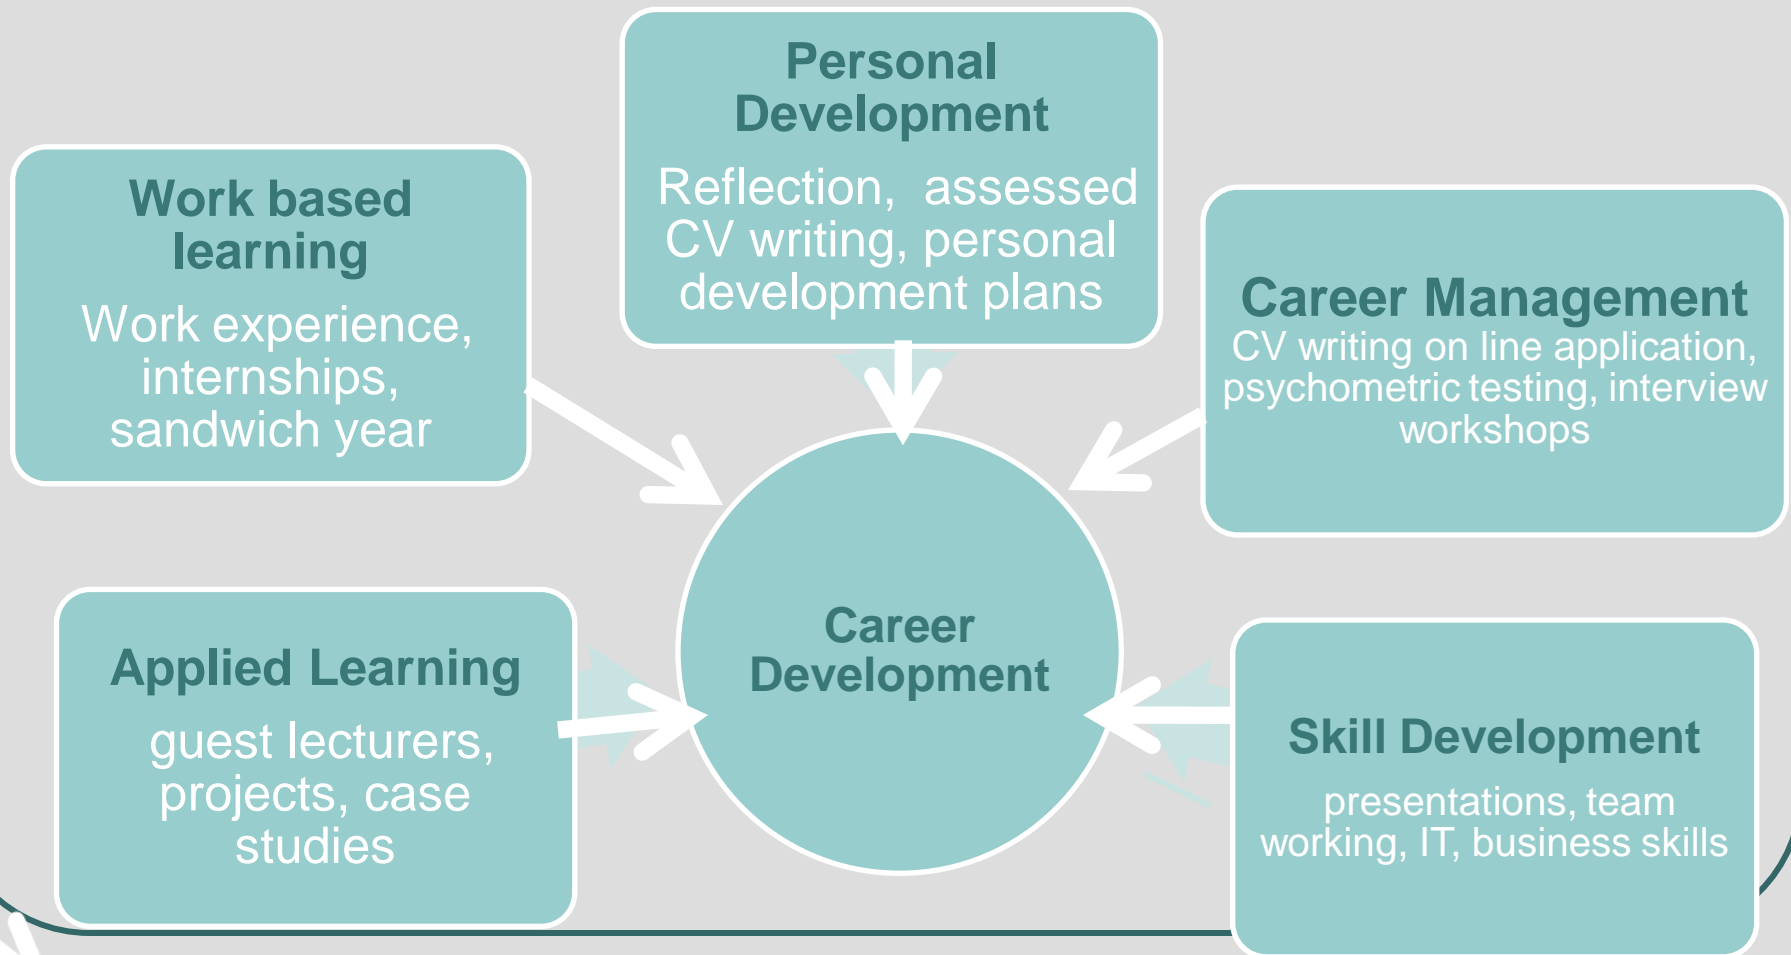 Personal
Development
Reflection,  assessed
CV writing, personal
development plans
Work based
learning
Work experience,
internships,
sandwich year
Career Management
CV writing on line application,
psychometric testing, interview
workshops
Career
Development
Applied Learning
guest lecturers,
projects, case
studies
Skill Development
presentations, team
working, IT, business skills